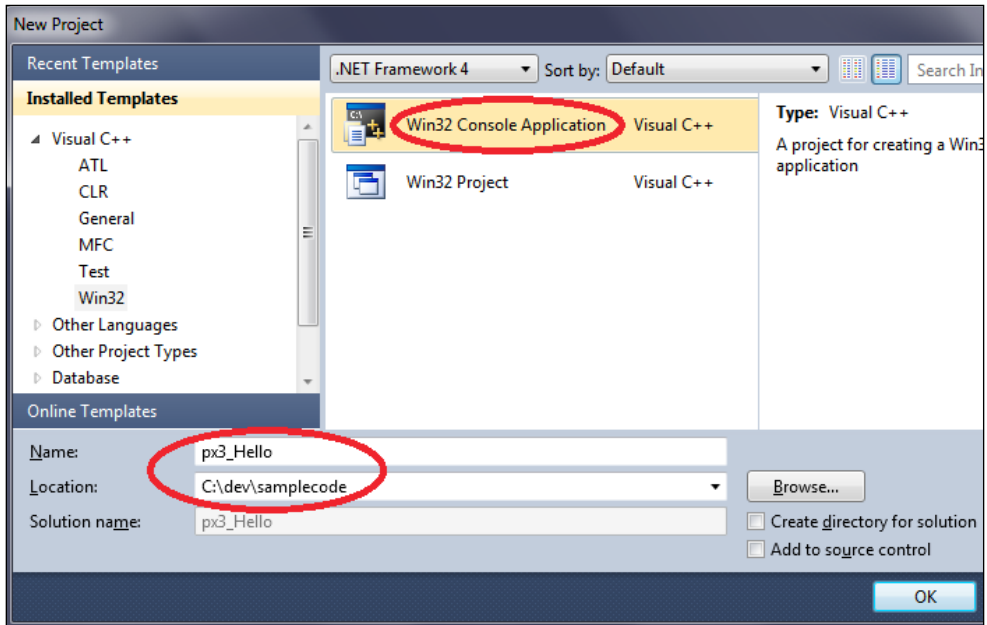 New Project
Recent Templates
Installed Templates
Visual C++
ATL
CLR
General
MFC
Test
Win32
Other Languages
Other Project Types
Database
Online Templates
.NET Framework 4 Sort by: Default Search In
Win32 Console Application Visual C++
Win32 Project Visual C++
Type: Visual C++
A project for creating a Win3
application
Name: px3_Hello
Location: C:\dev\samplecode Browse...
Solution name: px3_Hello Create directory for solution
Add to source control
OK